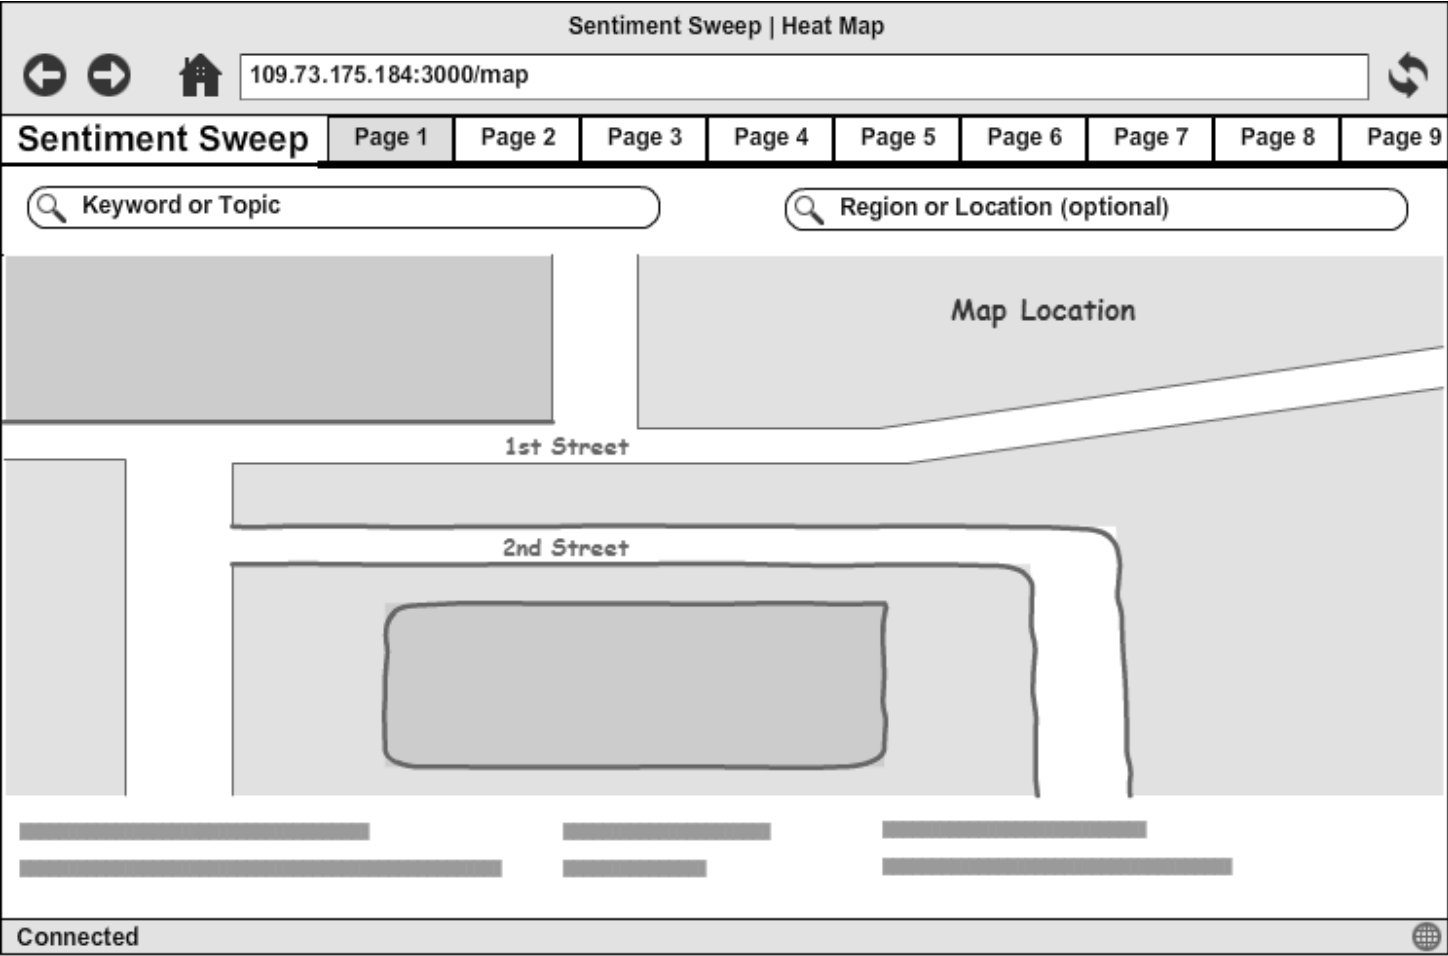 Sentiment Sweep | Heat Map
109.73.175.184:3000/map
Sentiment Sweep Page 1 Page 2 Page 3 Page 4 Page 5 Page 6 Page 7 Page 8 Page 9
Keyword or Topic Region or Location (optional)
Map Location
1st Street
2nd Street
Connected